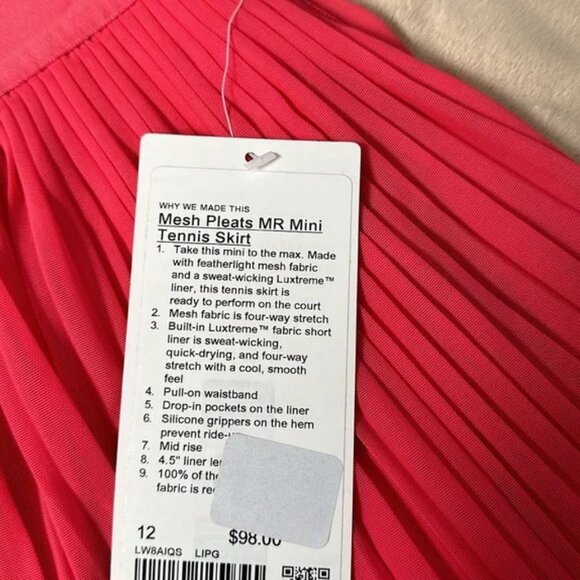 WHY WE MADE THIS
Mesh Pleats MR Mini
Tennis Skirt
1. Take this mini to the max. Made
with featherlight mesh fabric
and a sweat-wicking Luxtreme™
liner, this tennis skirt is
ready to perform on the court
2. Mesh fabric is four-way stretch
3. Built-in Luxtreme™ fabric short
liner is sweat-wicking,
quick-drying, and four-way
stretch with a cool, smooth
feel
4. Pull-on waistband
5. Drop-in pockets on the liner
6. Silicone grippers on the hem
prevent
7. Mid rise
8. 4.5" liner
9. 100% of the
fabric is
12 $98.00
LW8AIQS LIPG